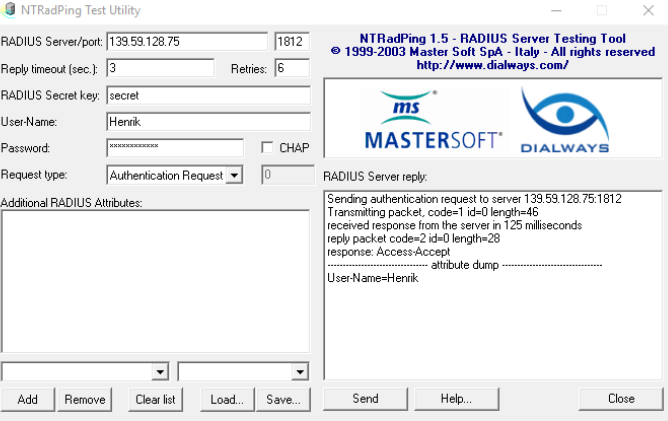 NTRadPing Test Utility
RADIUS Server/port: 139.59.128.75 1812
Reply timeout (sec.): 3 Retries: 6
RADIUS Secret key: secret
User-Name: Henrik
Password: xxxxxxxxxxxx CHAP
Request type: Authentication Request 0
Additional RADIUS Attributes:
Add Remove Clear list Load... Save...
NTRadPing 1.5 - RADIUS Server Testing Tool
© 1999-2003 Master Soft SpA - Italy - All rights reserved
http://www.dialways.com/
ms
MASTERSOFT
DIALWAYS
RADIUS Server reply:
Sending authentication request to server 139.59.128.75:1812
Transmitting packet, code=1 id=0 length=46
received response from the server in 125 milliseconds
reply packet code=2 id=0 length=28
response: Access-Accept
------------------------------- attribute dump -------------------------------
User-Name=Henrik
Send Help... Close